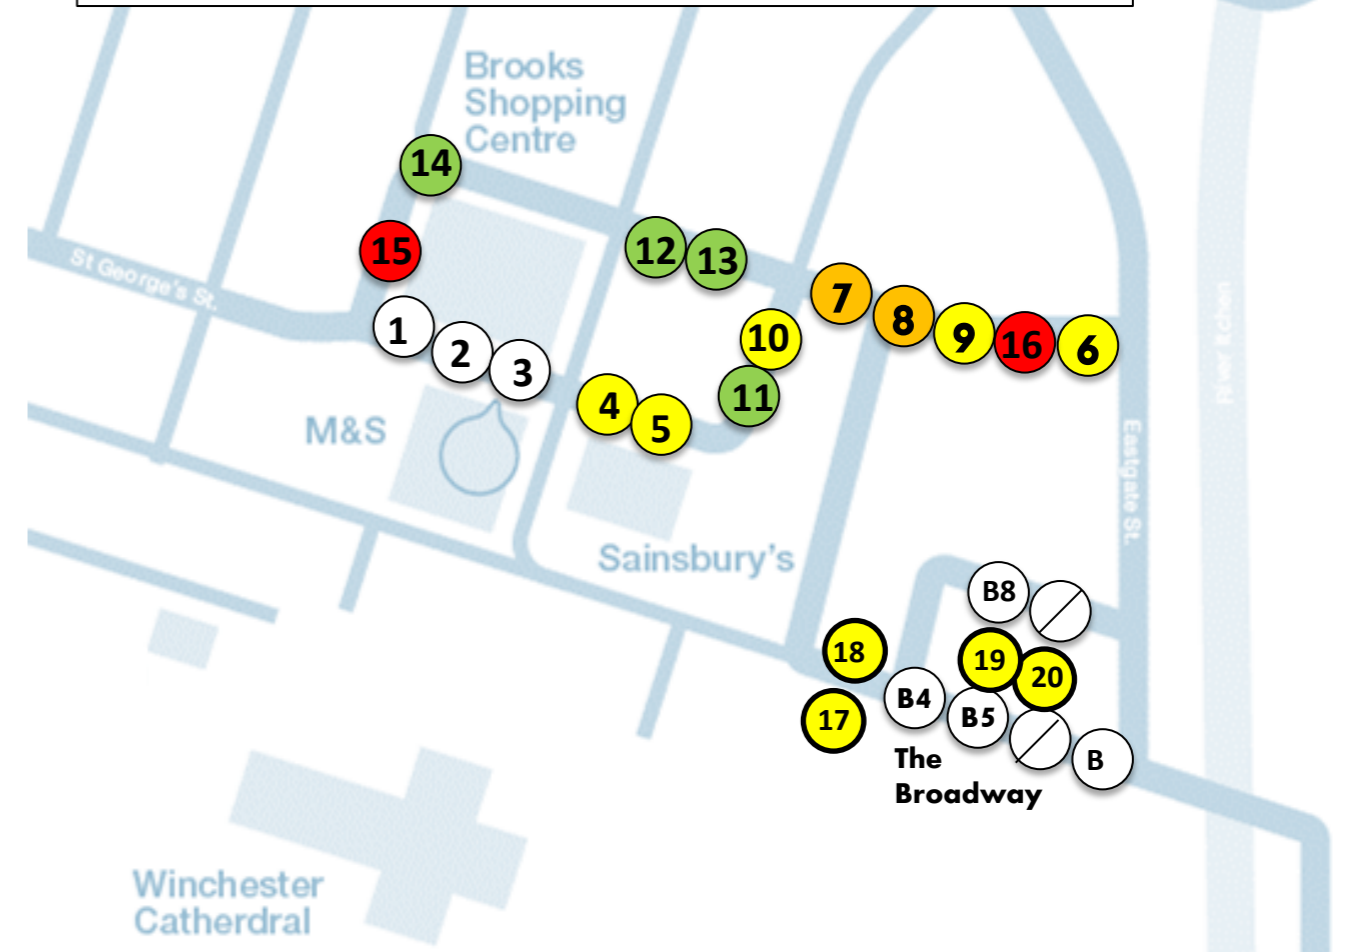 Brooks
Shopping
Centre
14
15
12
13
St George's St.
1
2
3
7
8
9
16
6
10
11
4
5
M&S
Sainsbury's
Eastgate St.
River Itchen
B8
18
19
20
17
B4
B5
B
The
Broadway
Winchester
Catherdral